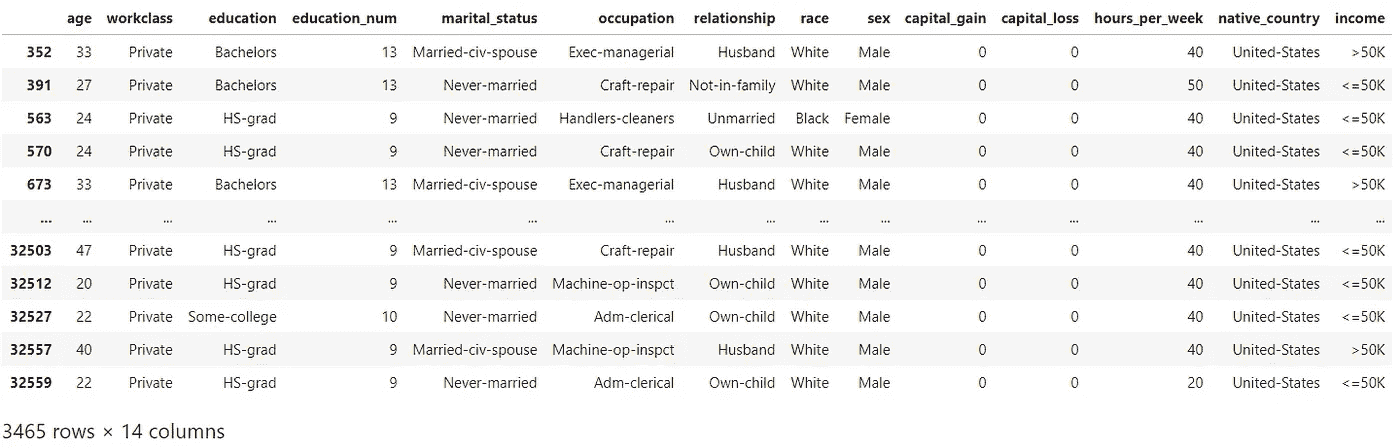 age workclass education education_num marital_status occupation relationship race sex capital_gain capital_loss hours_per_week native_country income
352 33 Private Bachelors 13 Married-civ-spouse Exec-managerial Husband White Male 0 0 40 United-States >50K
391 27 Private Bachelors 13 Never-married Craft-repair Not-in-family White Male 0 0 50 United-States <=50K
563 24 Private HS-grad 9 Never-married Handlers-cleaners Unmarried Black Female 0 0 40 United-States <=50K
570 24 Private HS-grad 9 Never-married Craft-repair Own-child White Male 0 0 40 United-States <=50K
673 33 Private Bachelors 13 Married-civ-spouse Exec-managerial Husband White Male 0 0 40 United-States >50K
... ... ... ... ... ... ... ... ... ... ... ... ... ... ...
32503 47 Private HS-grad 9 Married-civ-spouse Craft-repair Husband White Male 0 0 40 United-States <=50K
32512 20 Private HS-grad 9 Never-married Machine-op-inspct Own-child White Male 0 0 40 United-States <=50K
32527 22 Private Some-college 10 Never-married Adm-clerical Own-child White Male 0 0 40 United-States <=50K
32557 40 Private HS-grad 9 Married-civ-spouse Machine-op-inspct Husband White Male 0 0 40 United-States >50K
32559 22 Private HS-grad 9 Never-married Adm-clerical Own-child White Male 0 0 20 United-States <=50K
3465 rows × 14 columns